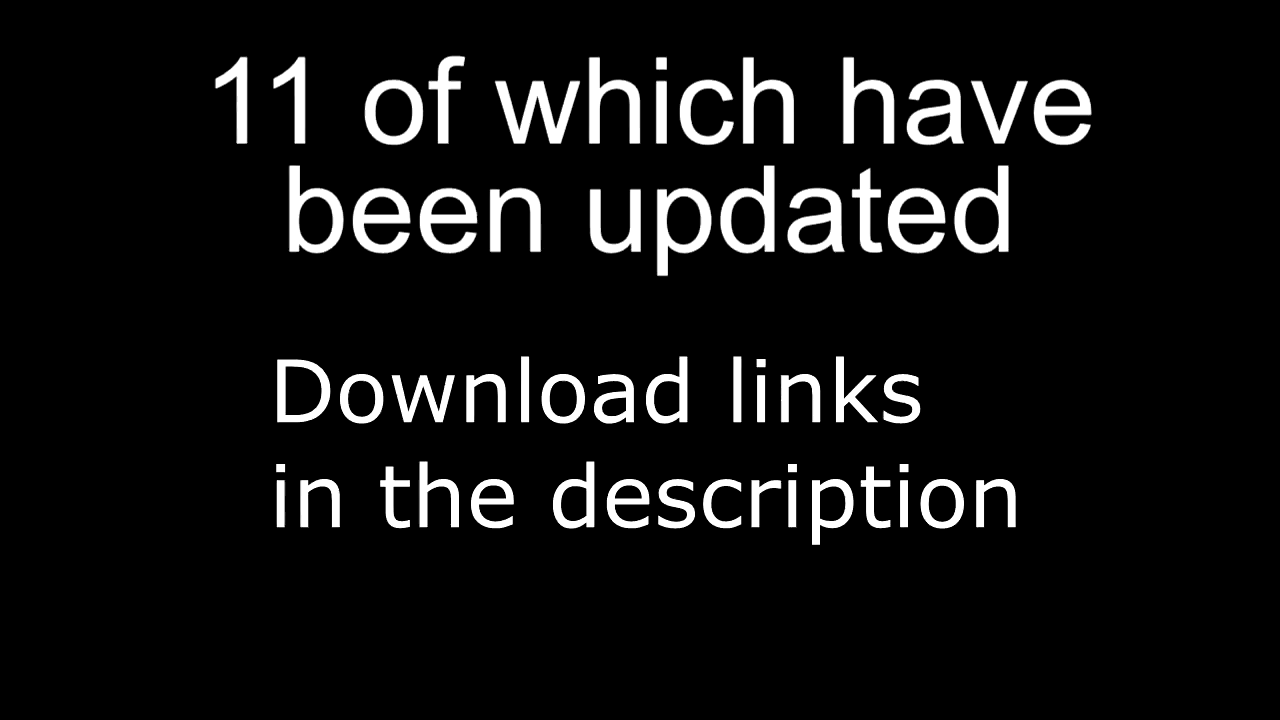 11 of which have
been updated
Download links
in the description